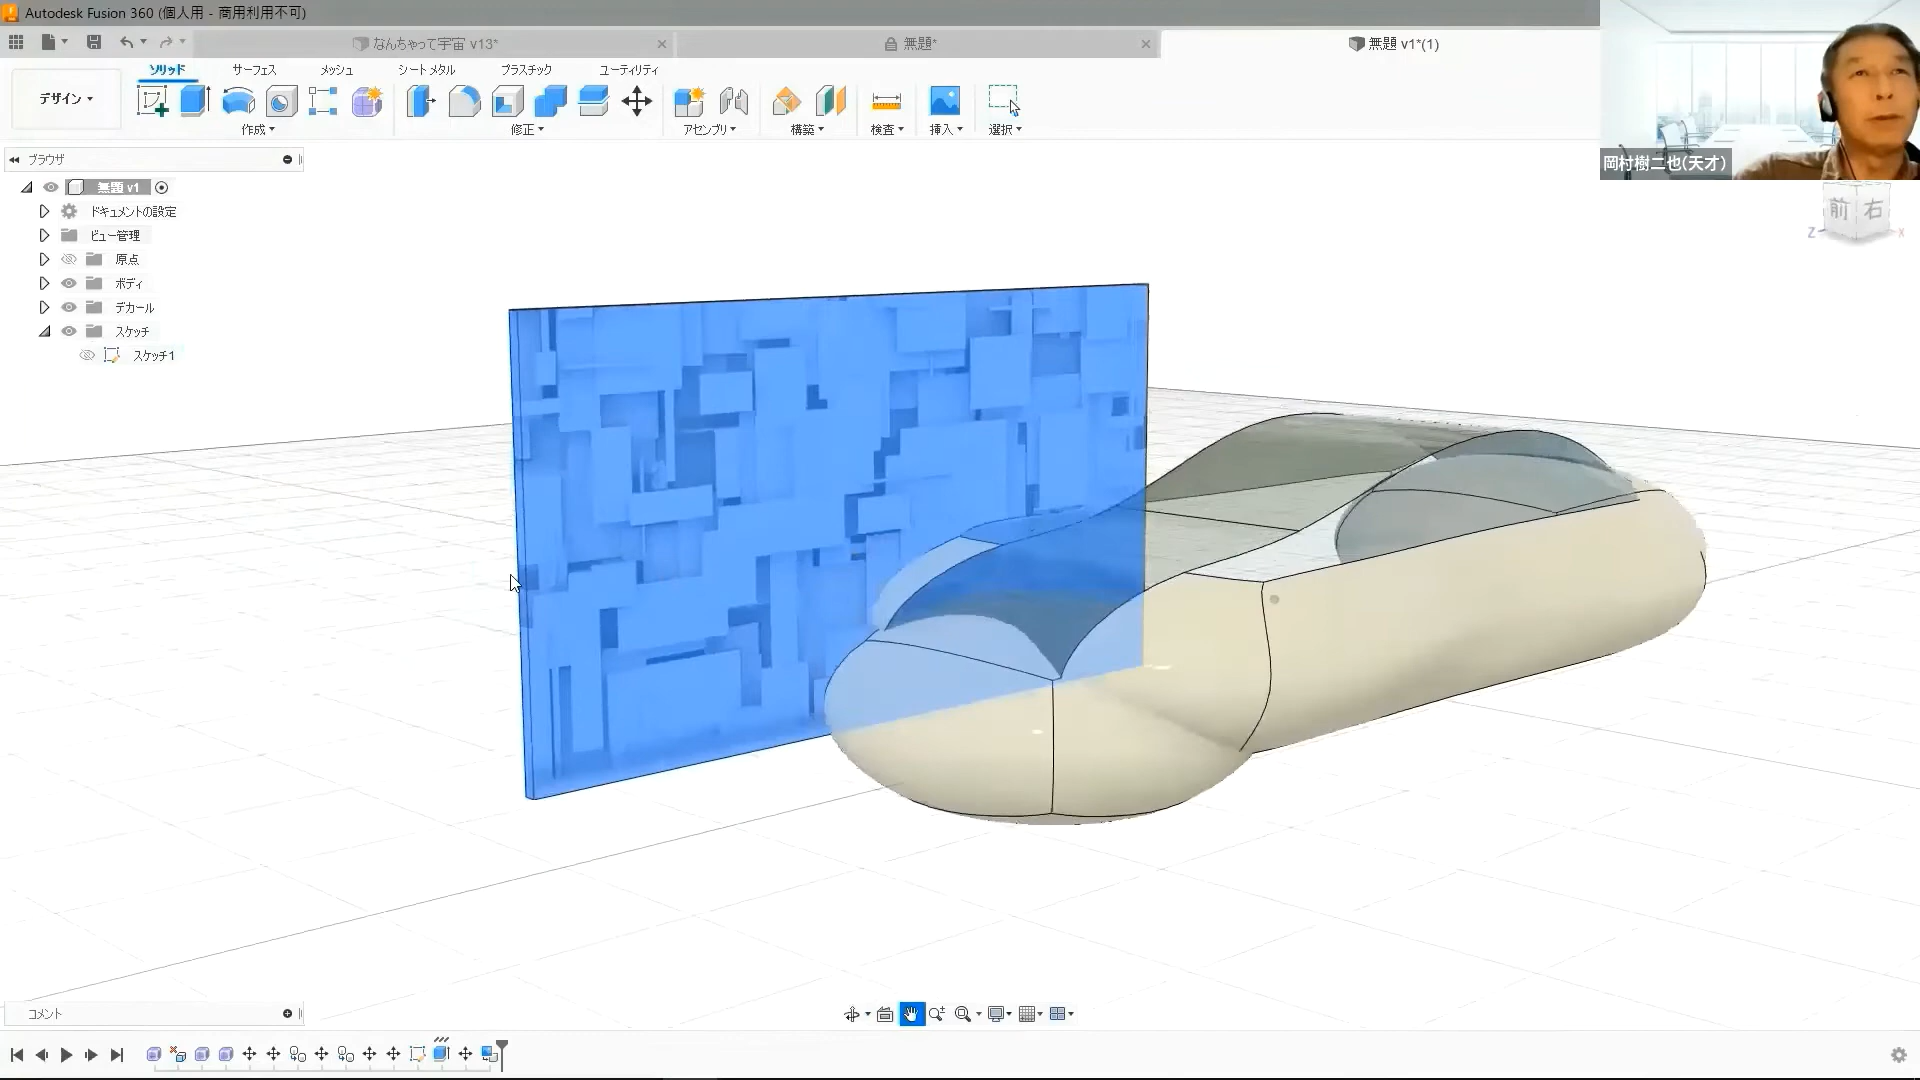 Autodesk Fusion 360 (個人用 - 商用利用不可)
なんちゃって宇宙 v13*
無題*
無題 v1*(1)
ソリッド
サーフェス
メッシュ
シート メタル
プラスチック
ユーティリティ
デザイン
作成
修正
アセンブリ
構築
検査
挿入
選択
岡村樹二也(天才)
ブラウザ
無題 v1
ドキュメントの設定
ビュー管理
原点
ボディ
デカール
スケッチ
スケッチ1
前 右
Z
X
コメント